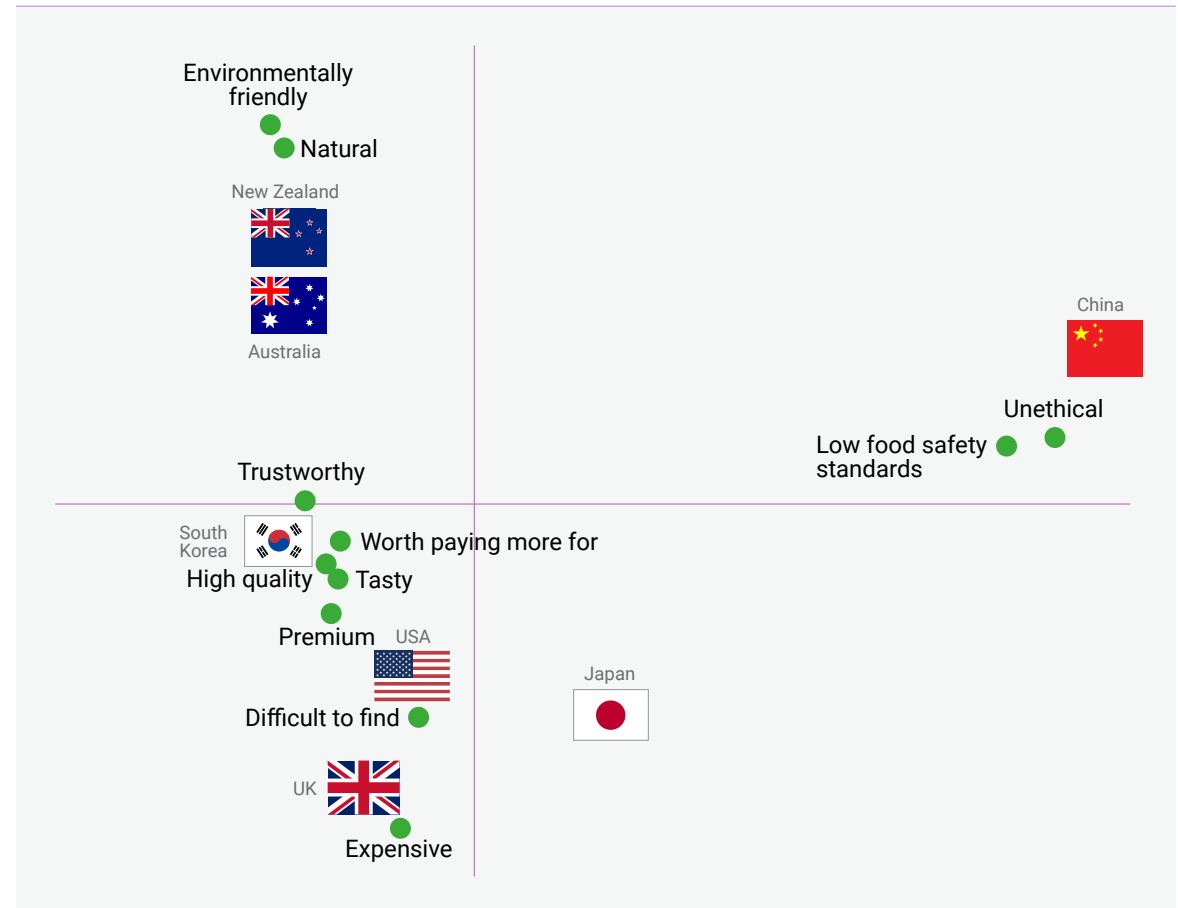 Environmentally
friendly
Natural
New Zealand
Australia
China
Unethical
Low food safety
standards
Trustworthy
South
Korea
Worth paying more for
High quality
Tasty
Premium
USA
Japan
Difficult to find
UK
Expensive